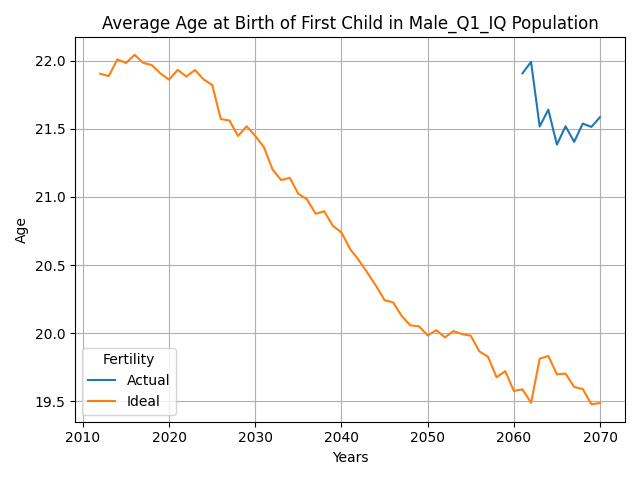 Average Age at Birth of First Child in Male_Q1_IQ Population
Age
22.0
21.5
21.0
20.5
20.0
19.5
Fertility
Actual
Ideal
2010
2020
2030
2040
2050
2060
2070
Years